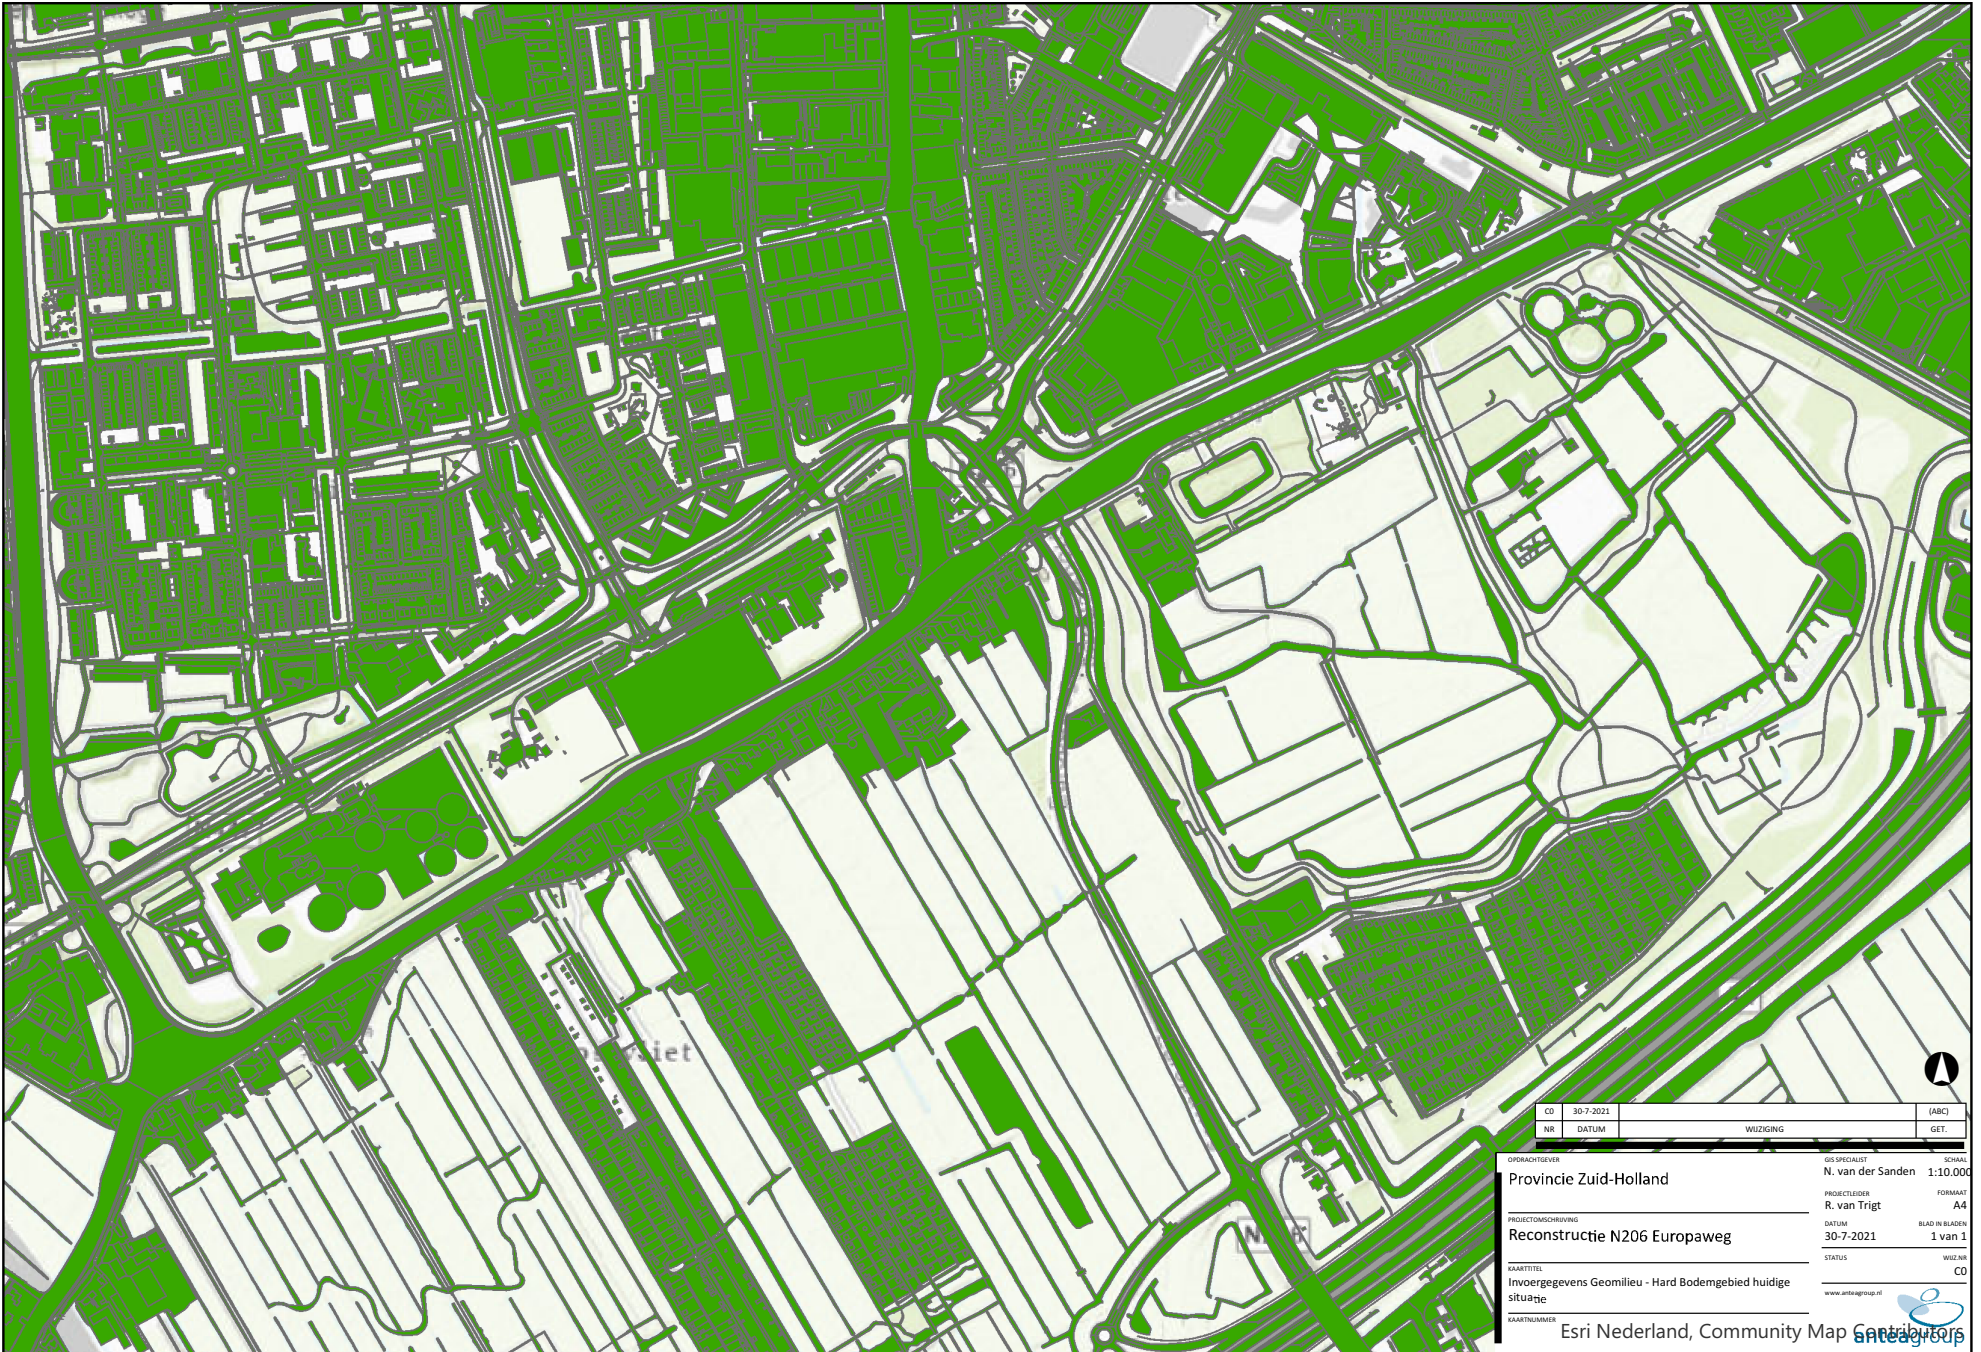 C0 30-7-2021 (ABC)
NR DATUM WIJZIGING GET.
OPDRACHTGEVER
Provincie Zuid-Holland
GIS SPECIALIST SCHAAL
N. van der Sanden 1:10.000
PROJECTLEIDER FORMAAT
R. van Trigt A4
PROJECTOMSCHRIJVING
Reconstructie N206 Europaweg
DATUM BLAD IN BLADEN
30-7-2021 1 van 1
STATUS WIJZ.NR
C0
KAARTTITEL
Invoergegevens Geomilieu - Hard Bodemgebied huidige
situatie
www.anteagroup.nl
KAARTNUMMER
Esri Nederland, Community Map Contributors
anteagroup